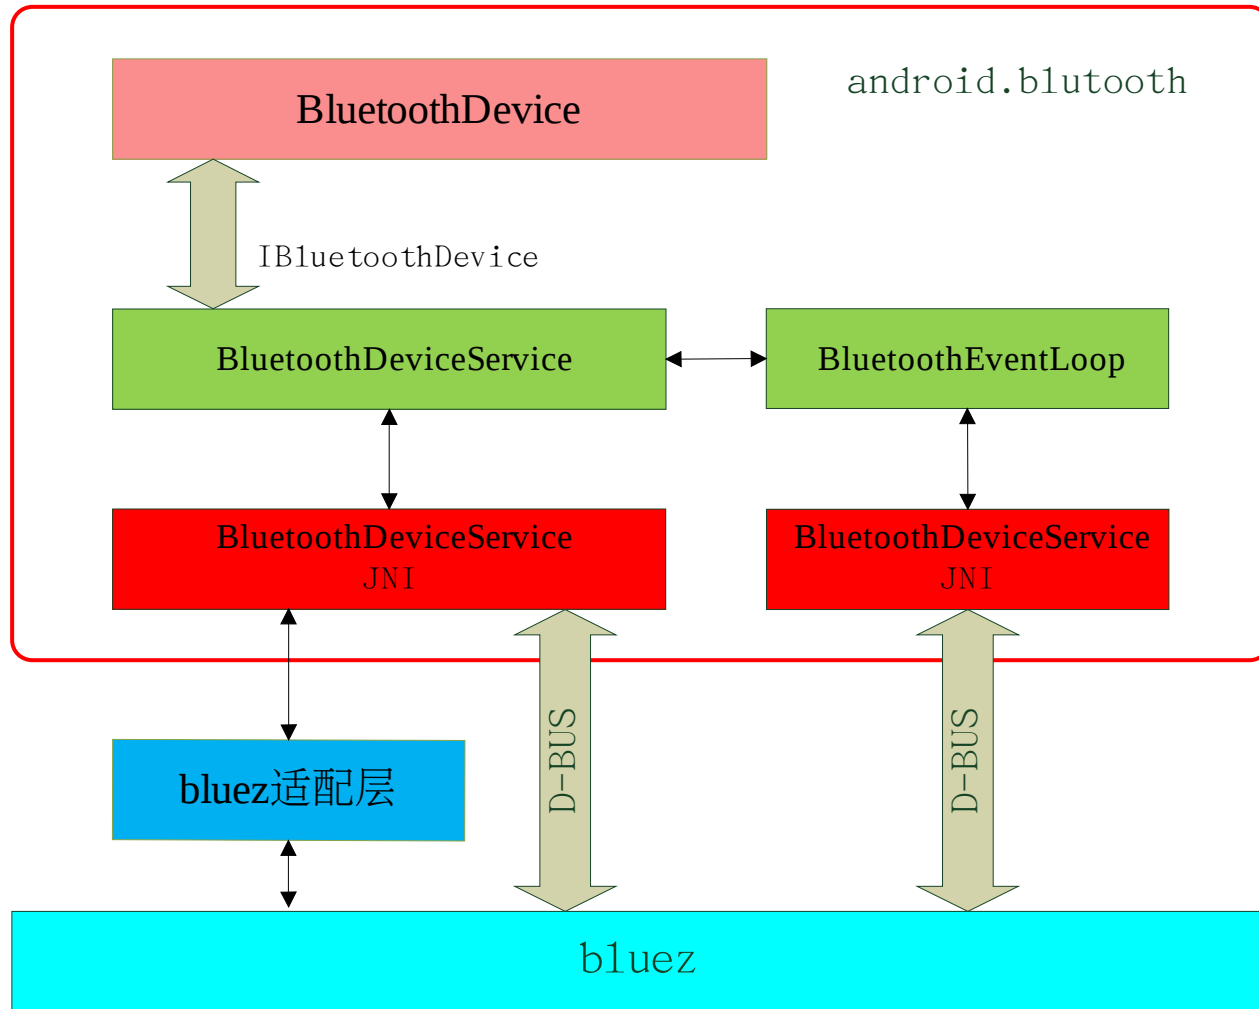 android.blutooth
BluetoothDevice
IBluetoothDevice
BluetoothDeviceService
BluetoothEventLoop
BluetoothDeviceService
JNI
BluetoothDeviceService
JNI
D-BUS
D-BUS
bluez适配层
bluez